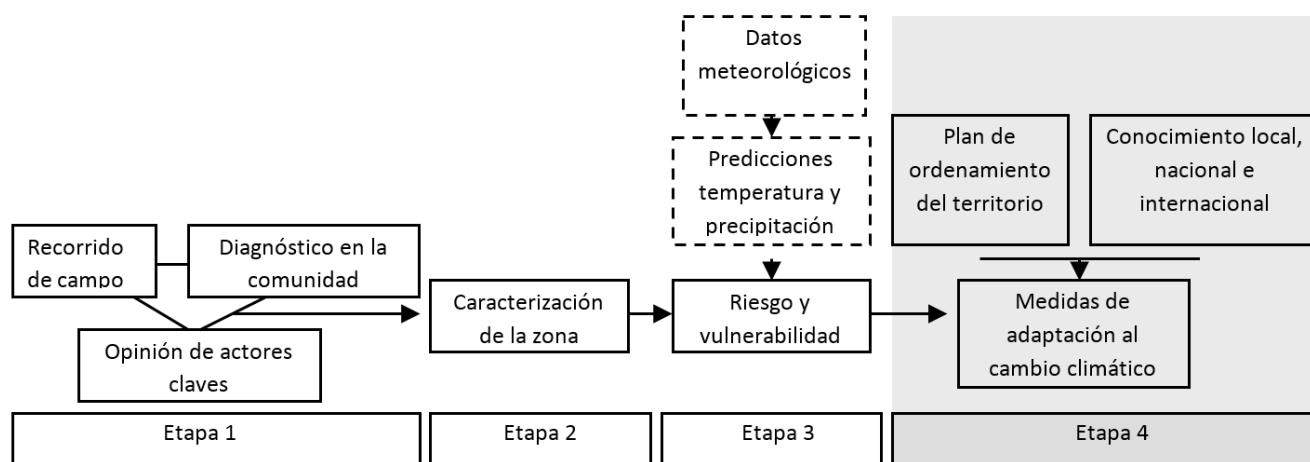 Datos
meteorológicos
Predicciones
temperatura y
precipitación
Plan de
ordenamiento
del territorio
Conocimiento local,
nacional e
internacional
Recorrido
de campo
Diagnóstico en la
comunidad
Opinión de actores
claves
Caracterización
de la zona
Riesgo y
vulnerabilidad
Medidas de
adaptación al
cambio climático
Etapa 1
Etapa 2
Etapa 3
Etapa 4